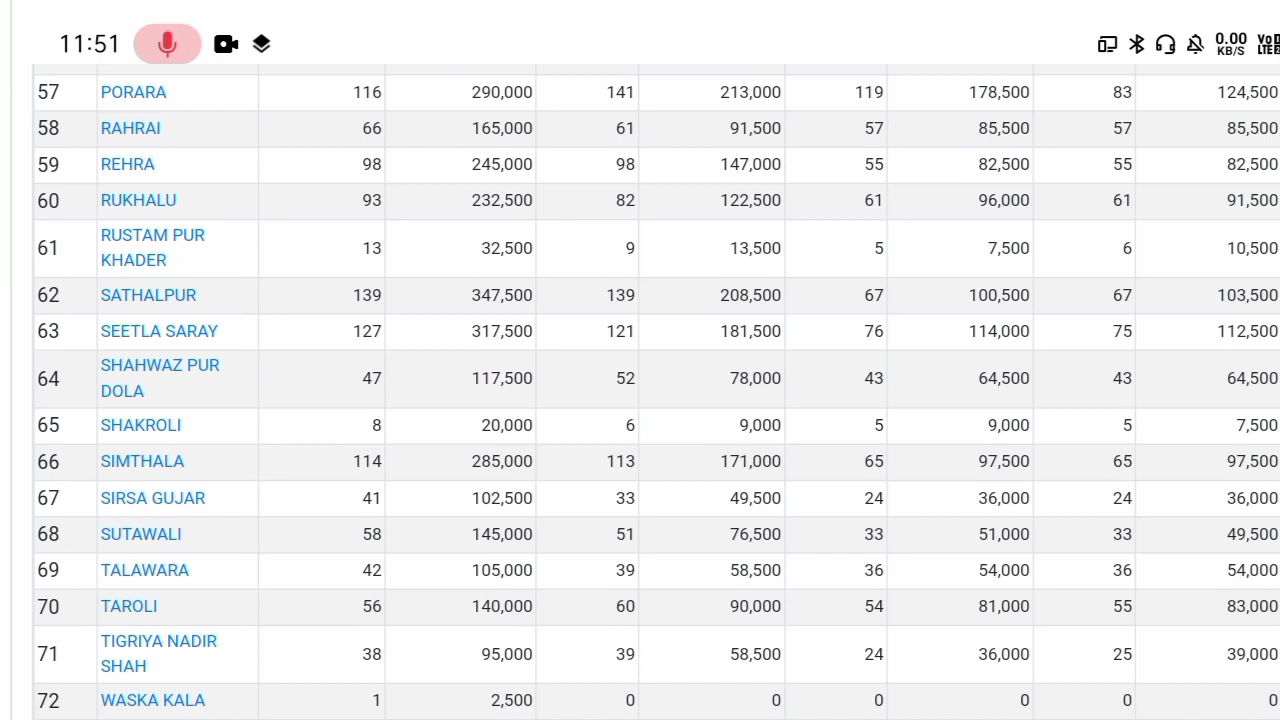 11:51 0.00 KB/S Vo LTE
57 PORARA 116 290,000 141 213,000 119 178,500 83 124,500
58 RAHRAI 66 165,000 61 91,500 57 85,500 57 85,500
59 REHRA 98 245,000 98 147,000 55 82,500 55 82,500
60 RUKHALU 93 232,500 82 122,500 61 96,000 61 91,500
61 RUSTAM PUR KHADER 13 32,500 9 13,500 5 7,500 6 10,500
62 SATHALPUR 139 347,500 139 208,500 67 100,500 67 103,500
63 SEETLA SARAY 127 317,500 121 181,500 76 114,000 75 112,500
64 SHAHWAZ PUR DOLA 47 117,500 52 78,000 43 64,500 43 64,500
65 SHAKROLI 8 20,000 6 9,000 5 9,000 5 7,500
66 SIMTHALA 114 285,000 113 171,000 65 97,500 65 97,500
67 SIRSA GUJAR 41 102,500 33 49,500 24 36,000 24 36,000
68 SUTAWALI 58 145,000 51 76,500 33 51,000 33 49,500
69 TALAWARA 42 105,000 39 58,500 36 54,000 36 54,000
70 TAROLI 56 140,000 60 90,000 54 81,000 55 83,000
71 TIGRIYA NADIR SHAH 38 95,000 39 58,500 24 36,000 25 39,000
72 WASKA KALA 1 2,500 0 0 0 0 0 0